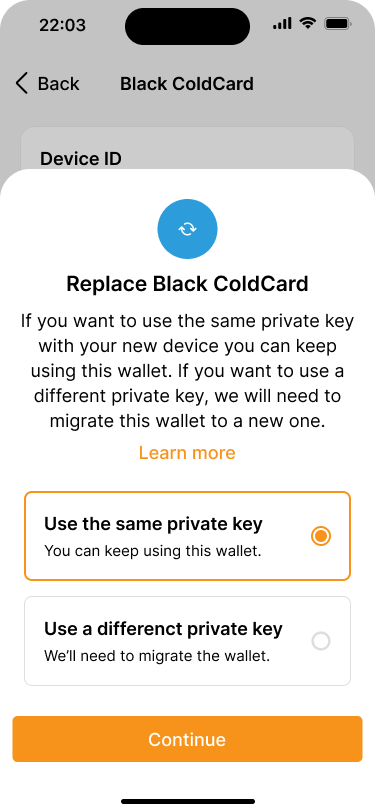 22:03
Back
Black ColdCard
Device ID
Replace Black ColdCard
If you want to use the same private key
with your new device you can keep
using this wallet. If you want to use a
different private key, we will need to
migrate this wallet to a new one.
Learn more
Use the same private key
You can keep using this wallet.
Use a differenct private key
We’ll need to migrate the wallet.
Continue